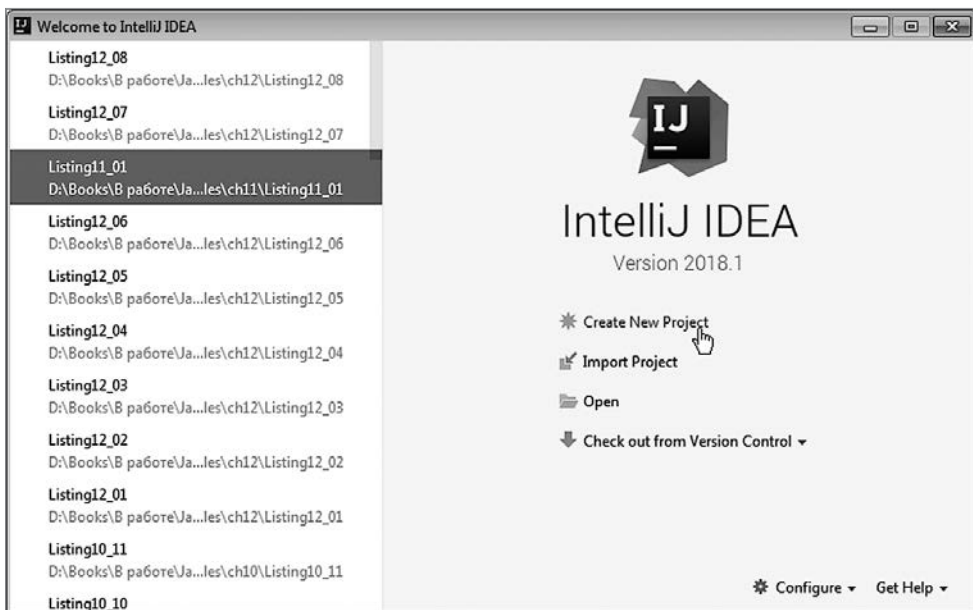 Welcome to IntelliJ IDEA
Listing12_08
D:\Books\В работе\Ja...les\ch12\Listing12_08
Listing12_07
D:\Books\В работе\Ja...les\ch12\Listing12_07
Listing11_01
D:\Books\В работе\Ja...les\ch11\Listing11_01
Listing12_06
D:\Books\В работе\Ja...les\ch12\Listing12_06
Listing12_05
D:\Books\В работе\Ja...les\ch12\Listing12_05
Listing12_04
D:\Books\В работе\Ja...les\ch12\Listing12_04
Listing12_03
D:\Books\В работе\Ja...les\ch12\Listing12_03
Listing12_02
D:\Books\В работе\Ja...les\ch12\Listing12_02
Listing12_01
D:\Books\В работе\Ja...les\ch12\Listing12_01
Listing10_11
D:\Books\В работе\Ja...les\ch10\Listing10_11
Listing10_10
IJ
IntelliJ IDEA
Version 2018.1
Create New Project
Import Project
Open
Check out from Version Control
Configure
Get Help